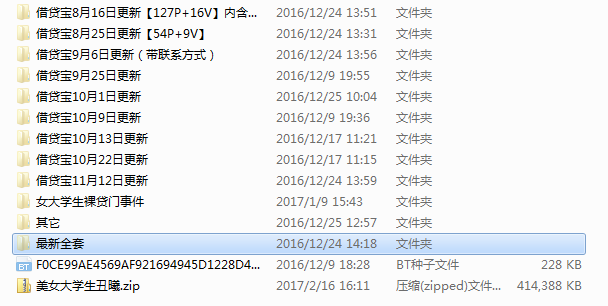 借贷宝8月16日更新【127P+16V】内含... 2016/12/24 13:51 文件夹
借贷宝8月25日更新【54P+9V】 2016/12/24 13:31 文件夹
借贷宝9月6日更新（带联系方式） 2016/12/24 13:56 文件夹
借贷宝9月25日更新 2016/12/9 19:55 文件夹
借贷宝10月1日更新 2016/12/25 10:04 文件夹
借贷宝10月9日更新 2016/12/9 19:36 文件夹
借贷宝10月13日更新 2016/12/17 11:21 文件夹
借贷宝10月22日更新 2016/12/17 11:15 文件夹
借贷宝11月12日更新 2016/12/24 13:59 文件夹
女大学生裸贷门事件 2017/1/9 15:43 文件夹
其它 2016/12/25 12:57 文件夹
最新全套 2016/12/24 14:18 文件夹
BT F0CE99AE4569AF921694945D1228D4... 2016/12/9 18:28 BT种子文件 228 KB
美女大学生丑曦.zip 2017/2/16 16:11 压缩(zipped)文件... 414,388 KB